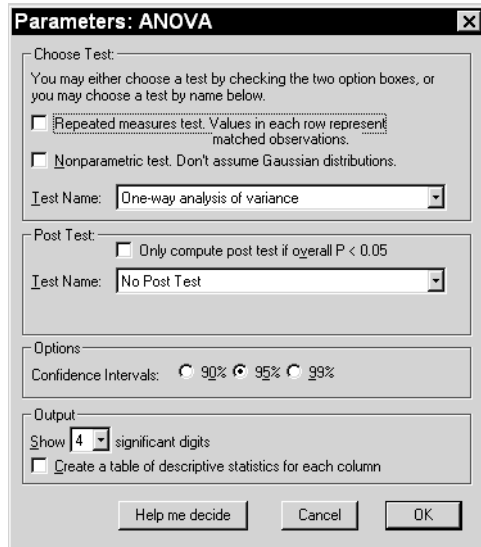 Parameters: ANOVA
Choose Test:
You may either choose a test by checking the two option boxes, or
you may choose a test by name below.
Repeated measures test. Values in each row represent
matched observations.
Nonparametric test. Don't assume Gaussian distributions.
Test Name: One-way analysis of variance
Post Test:
Only compute post test if overall P < 0.05
Test Name: No Post Test
Options
Confidence Intervals: 90% 95% 99%
Output
Show 4 significant digits
Create a table of descriptive statistics for each column
Help me decide Cancel OK